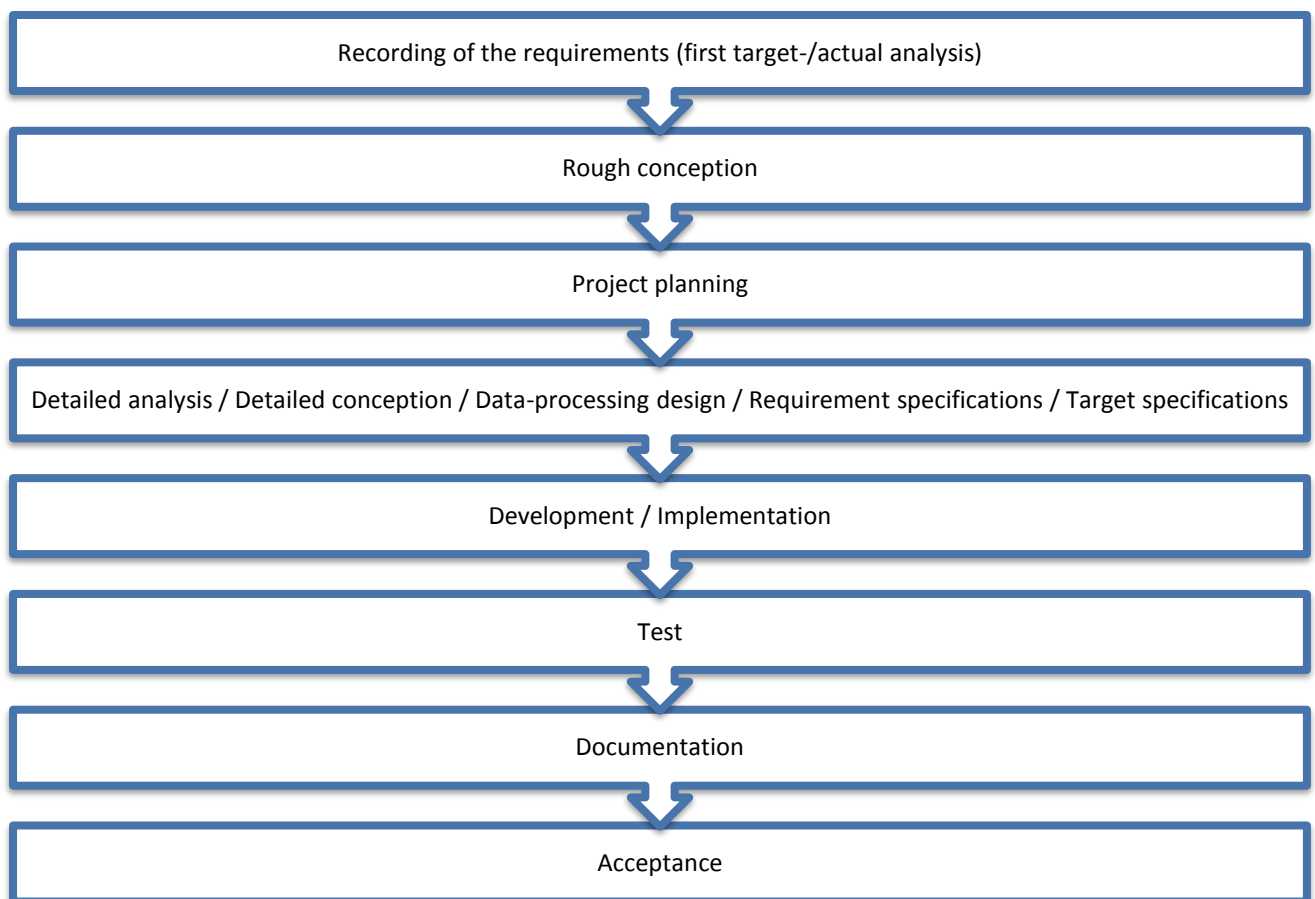 Recording of the requirements (first target-/actual analysis)
Rough conception
Project planning
Detailed analysis / Detailed conception / Data-processing design / Requirement specifications / Target specifications
Development / Implementation
Test
Documentation
Acceptance